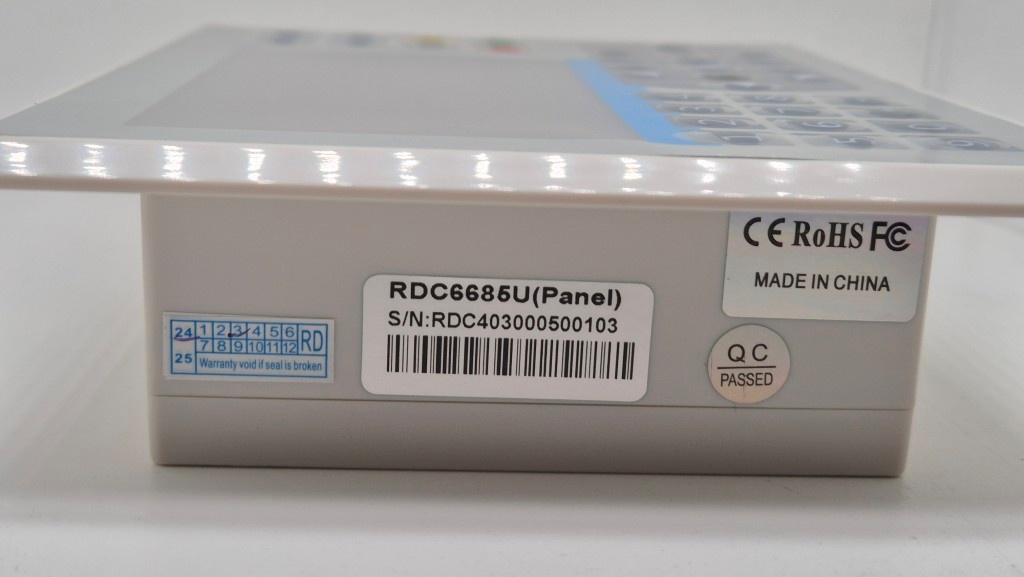 CE RoHS FC
MADE IN CHINA
RDC6685U(Panel)
S/N:RDC403000500103
24 1 2 3 4 5 6 RD
7 8 9 10 11 12
25 Warranty void if seal is broken
QC
PASSED